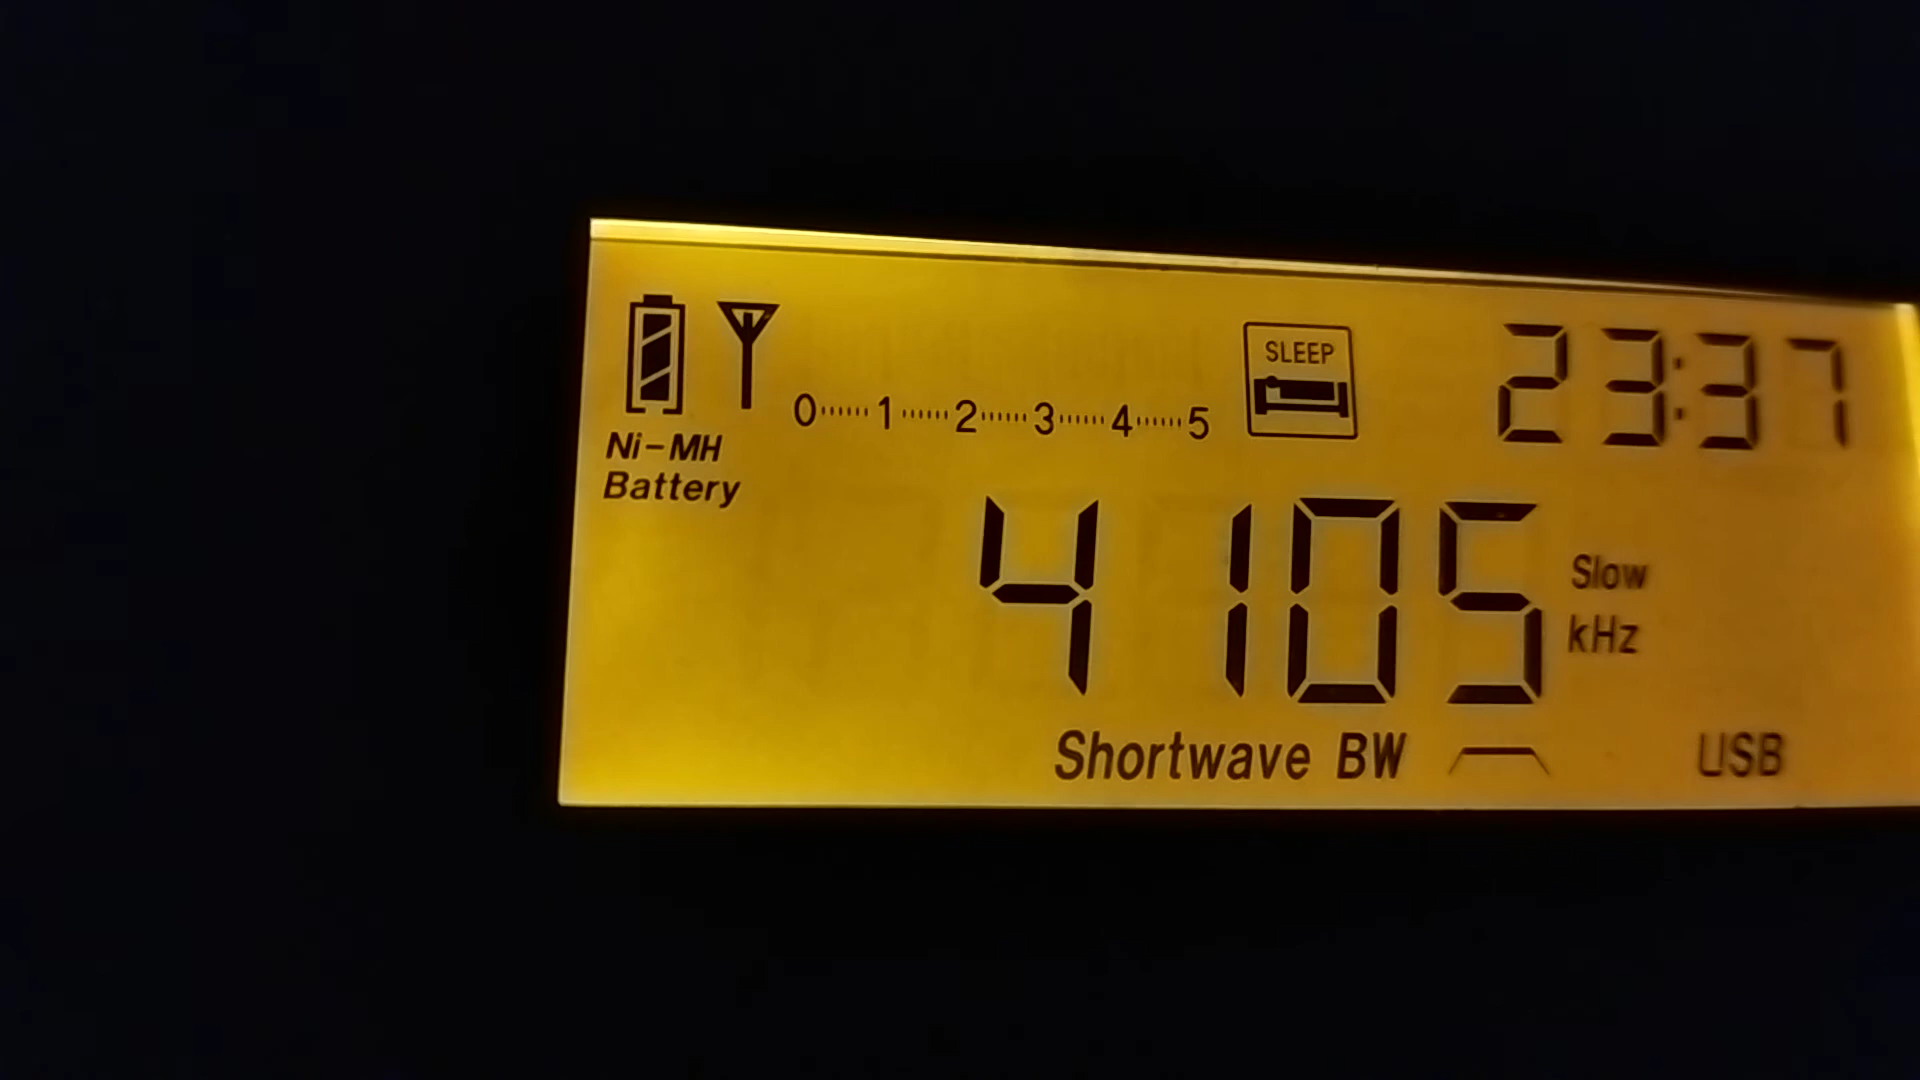 SLEEP
23:37
0 1 2 3 4 5
Ni-MH
Battery
4105
Slow
kHz
Shortwave BW
USB